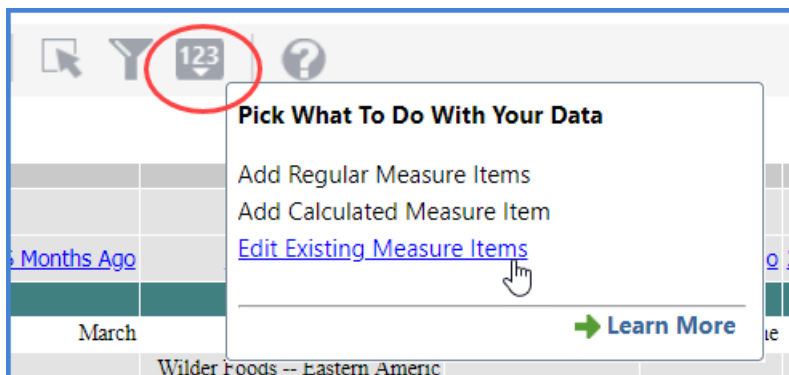 123
?
Pick What To Do With Your Data
Add Regular Measure Items
Add Calculated Measure Item
Edit Existing Measure Items
Months Ago
Learn More
March
Wilder Foods -- Eastern Americ